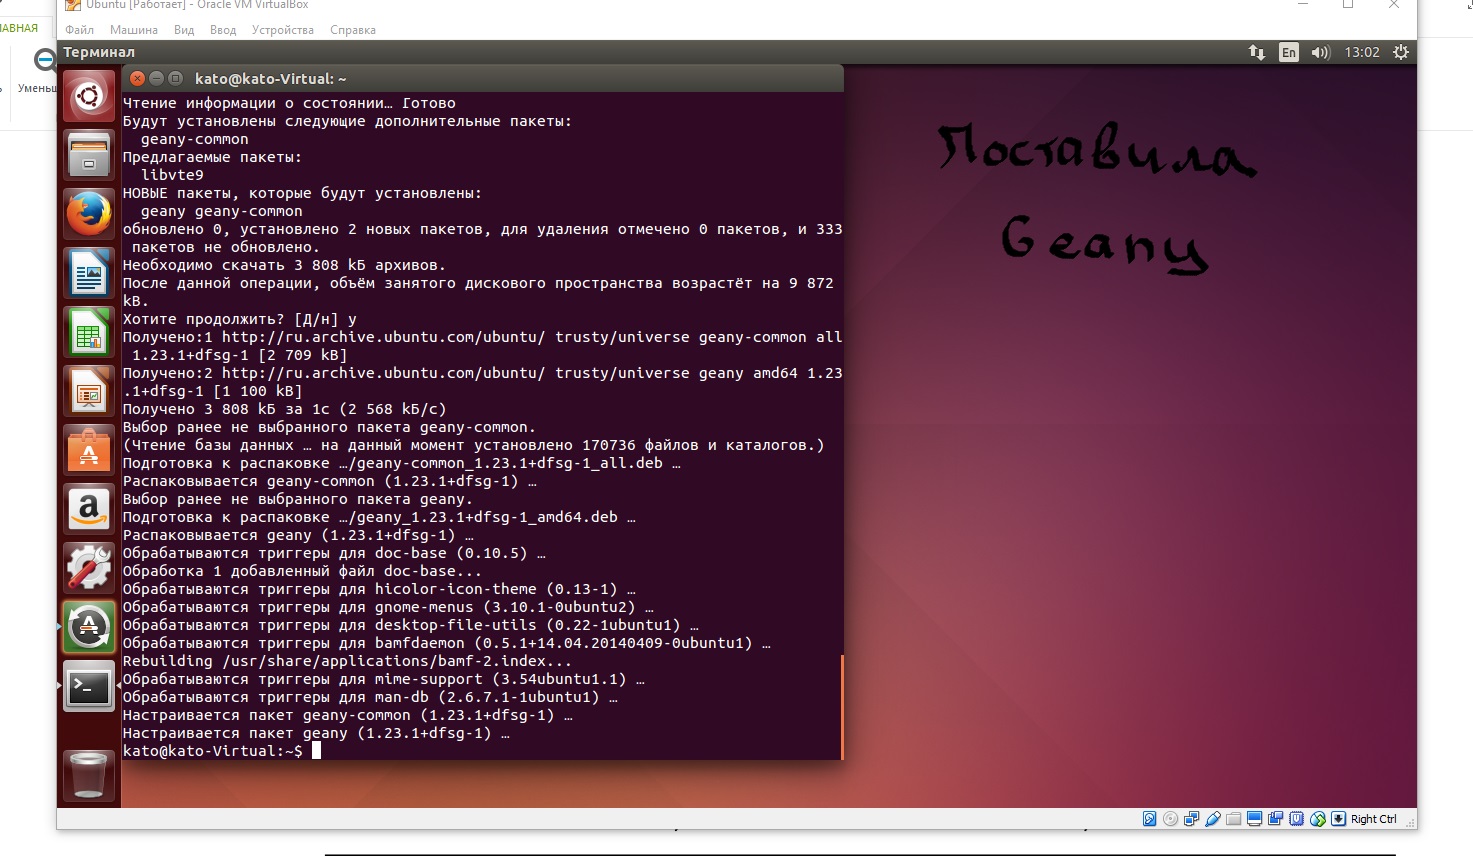 Ubuntu [Работает] - Oracle VM VirtualBox
АВНАЯ
Файл Машина Вид Ввод Устройства Справка
Терминал
En
13:02
Уменьш
kato@kato-Virtual: ~
Чтение информации о состоянии… Готово
Будут установлены следующие дополнительные пакеты:
geany-common
Предлагаемые пакеты:
libvte9
НОВЫЕ пакеты, которые будут установлены:
geany geany-common
обновлено 0, установлено 2 новых пакетов, для удаления отмечено 0 пакетов, и 333
пакетов не обновлено.
Необходимо скачать 3 808 kБ архивов.
После данной операции, объём занятого дискового пространства возрастёт на 9 872
kB.
Хотите продолжить? [Д/н] y
Получено:1 http://ru.archive.ubuntu.com/ubuntu/ trusty/universe geany-common all
1.23.1+dfsg-1 [2 709 kB]
Получено:2 http://ru.archive.ubuntu.com/ubuntu/ trusty/universe geany amd64 1.23
.1+dfsg-1 [1 100 kB]
Получено 3 808 kБ за 1с (2 568 kБ/c)
Выбор ранее не выбранного пакета geany-common.
(Чтение базы данных … на данный момент установлено 170736 файлов и каталогов.)
Подготовка к распаковке …/geany-common_1.23.1+dfsg-1_all.deb …
Распаковывается geany-common (1.23.1+dfsg-1) …
Выбор ранее не выбранного пакета geany.
Подготовка к распаковке …/geany_1.23.1+dfsg-1_amd64.deb …
Распаковывается geany (1.23.1+dfsg-1) …
Обрабатываются триггеры для doc-base (0.10.5) …
Обработка 1 добавленный файл doc-base...
Обрабатываются триггеры для hicolor-icon-theme (0.13-1) …
Обрабатываются триггеры для gnome-menus (3.10.1-0ubuntu2) …
Обрабатываются триггеры для desktop-file-utils (0.22-1ubuntu1) …
Обрабатываются триггеры для bamfdaemon (0.5.1+14.04.20140409-0ubuntu1) …
Rebuilding /usr/share/applications/bamf-2.index...
Обрабатываются триггеры для mime-support (3.54ubuntu1.1) …
Обрабатываются триггеры для man-db (2.6.7.1-1ubuntu1) …
Настраивается пакет geany-common (1.23.1+dfsg-1) …
Настраивается пакет geany (1.23.1+dfsg-1) …
kato@kato-Virtual:~$
Поставила
Geany
Right Ctrl